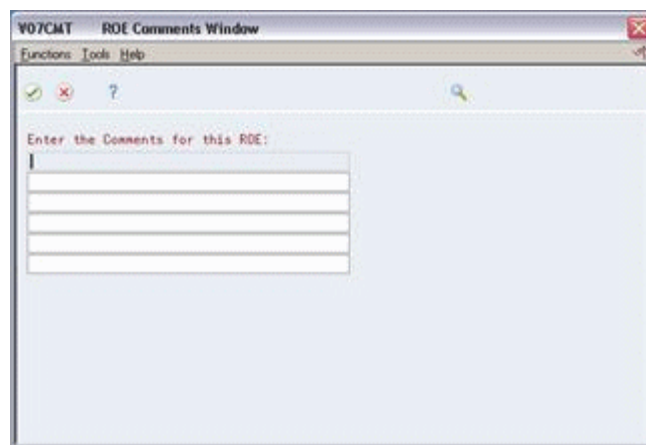 V07CMT ROE Comments Window
Functions Tools Help
?
Enter the Comments for this ROE: